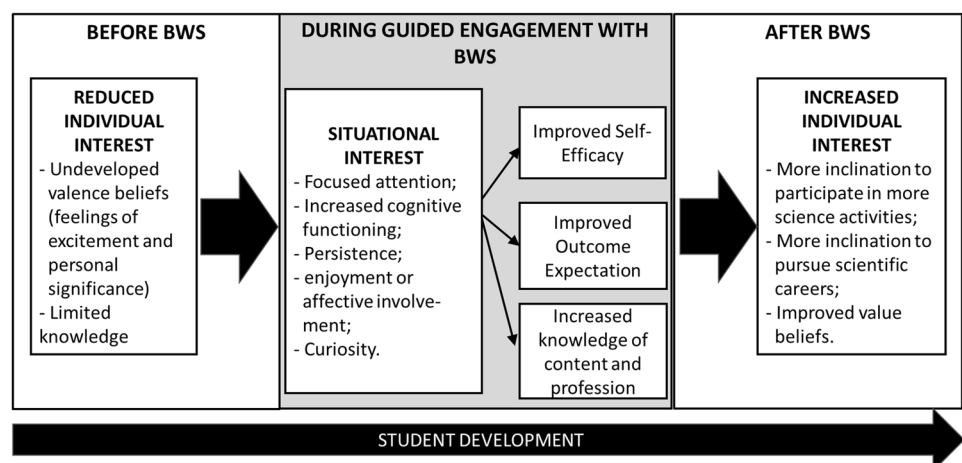 BEFORE BWS
REDUCED
INDIVIDUAL
INTEREST
- Undeveloped
valence beliefs
(feelings of
excitement and
personal
significance)
- Limited
knowledge
DURING GUIDED ENGAGEMENT WITH
BWS
SITUATIONAL
INTEREST
- Focused attention;
- Increased cognitive
functioning;
- Persistence;
- enjoyment or
affective involve-
ment;
- Curiosity.
Improved Self-
Efficacy
Improved
Outcome
Expectation
Increased
knowledge of
content and
profession
AFTER BWS
INCREASED
INDIVIDUAL
INTEREST
- More inclination to
participate in more
science activities;
- More inclination to
pursue scientific
careers;
- Improved value
beliefs.
STUDENT DEVELOPMENT